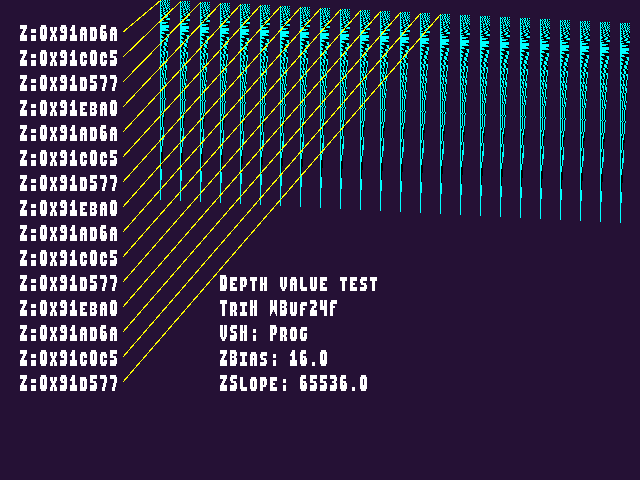 Z:0x91AD6A
Z:0x91C0C5
Z:0x91D577
Z:0x91EBA0
Z:0x91AD6A
Z:0x91C0C5
Z:0x91D577
Z:0x91EBA0
Z:0x91AD6A
Z:0x91C0C5
Z:0x91D577
Z:0x91EBA0
Z:0x91AD6A
Z:0x91C0C5
Z:0x91D577
Depth value test
TriH WBuf24f
VSH: Prog
ZBias: 16.0
ZSlope: 65536.0